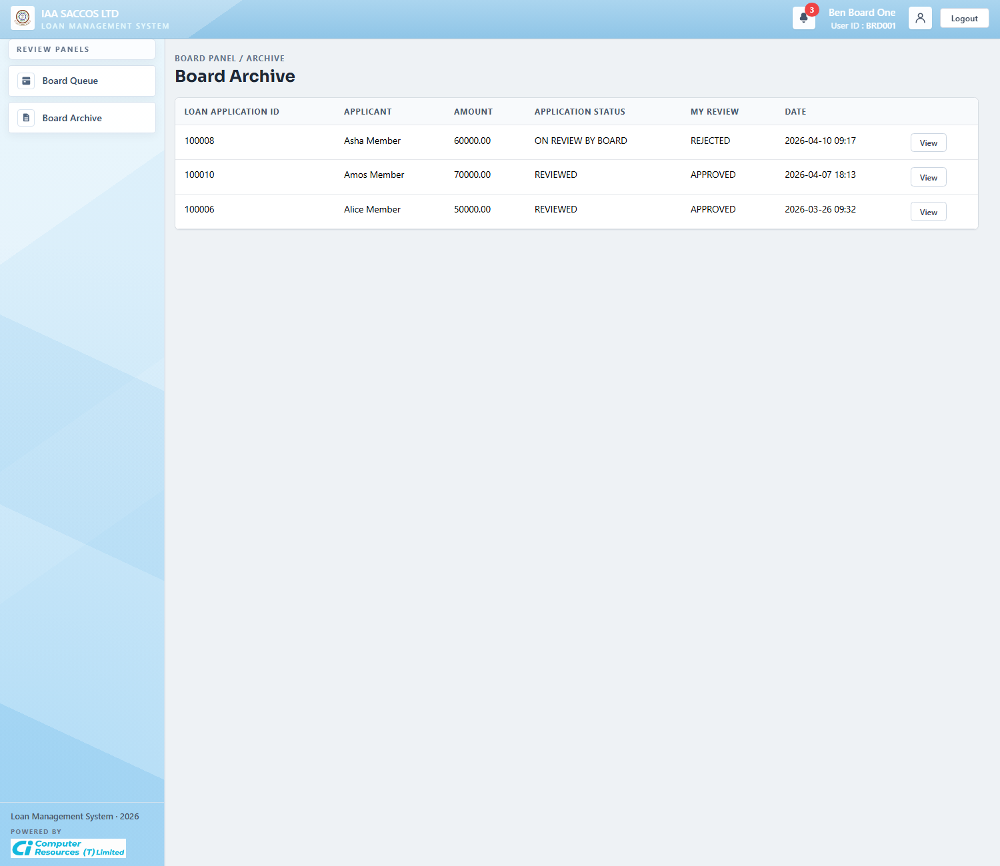 IAA SACCOS LTD
LOAN MANAGEMENT SYSTEM
3
Ben Board One
User ID : BRD001
Logout
REVIEW PANELS
Board Queue
Board Archive
BOARD PANEL / ARCHIVE
Board Archive
LOAN APPLICATION ID APPLICANT AMOUNT APPLICATION STATUS MY REVIEW DATE
100008 Asha Member 60000.00 ON REVIEW BY BOARD REJECTED 2026-04-10 09:17 View
100010 Amos Member 70000.00 REVIEWED APPROVED 2026-04-07 18:13 View
100006 Alice Member 50000.00 REVIEWED APPROVED 2026-03-26 09:32 View
Loan Management System · 2026
POWERED BY
Ci Computer
Resources (T) Limited